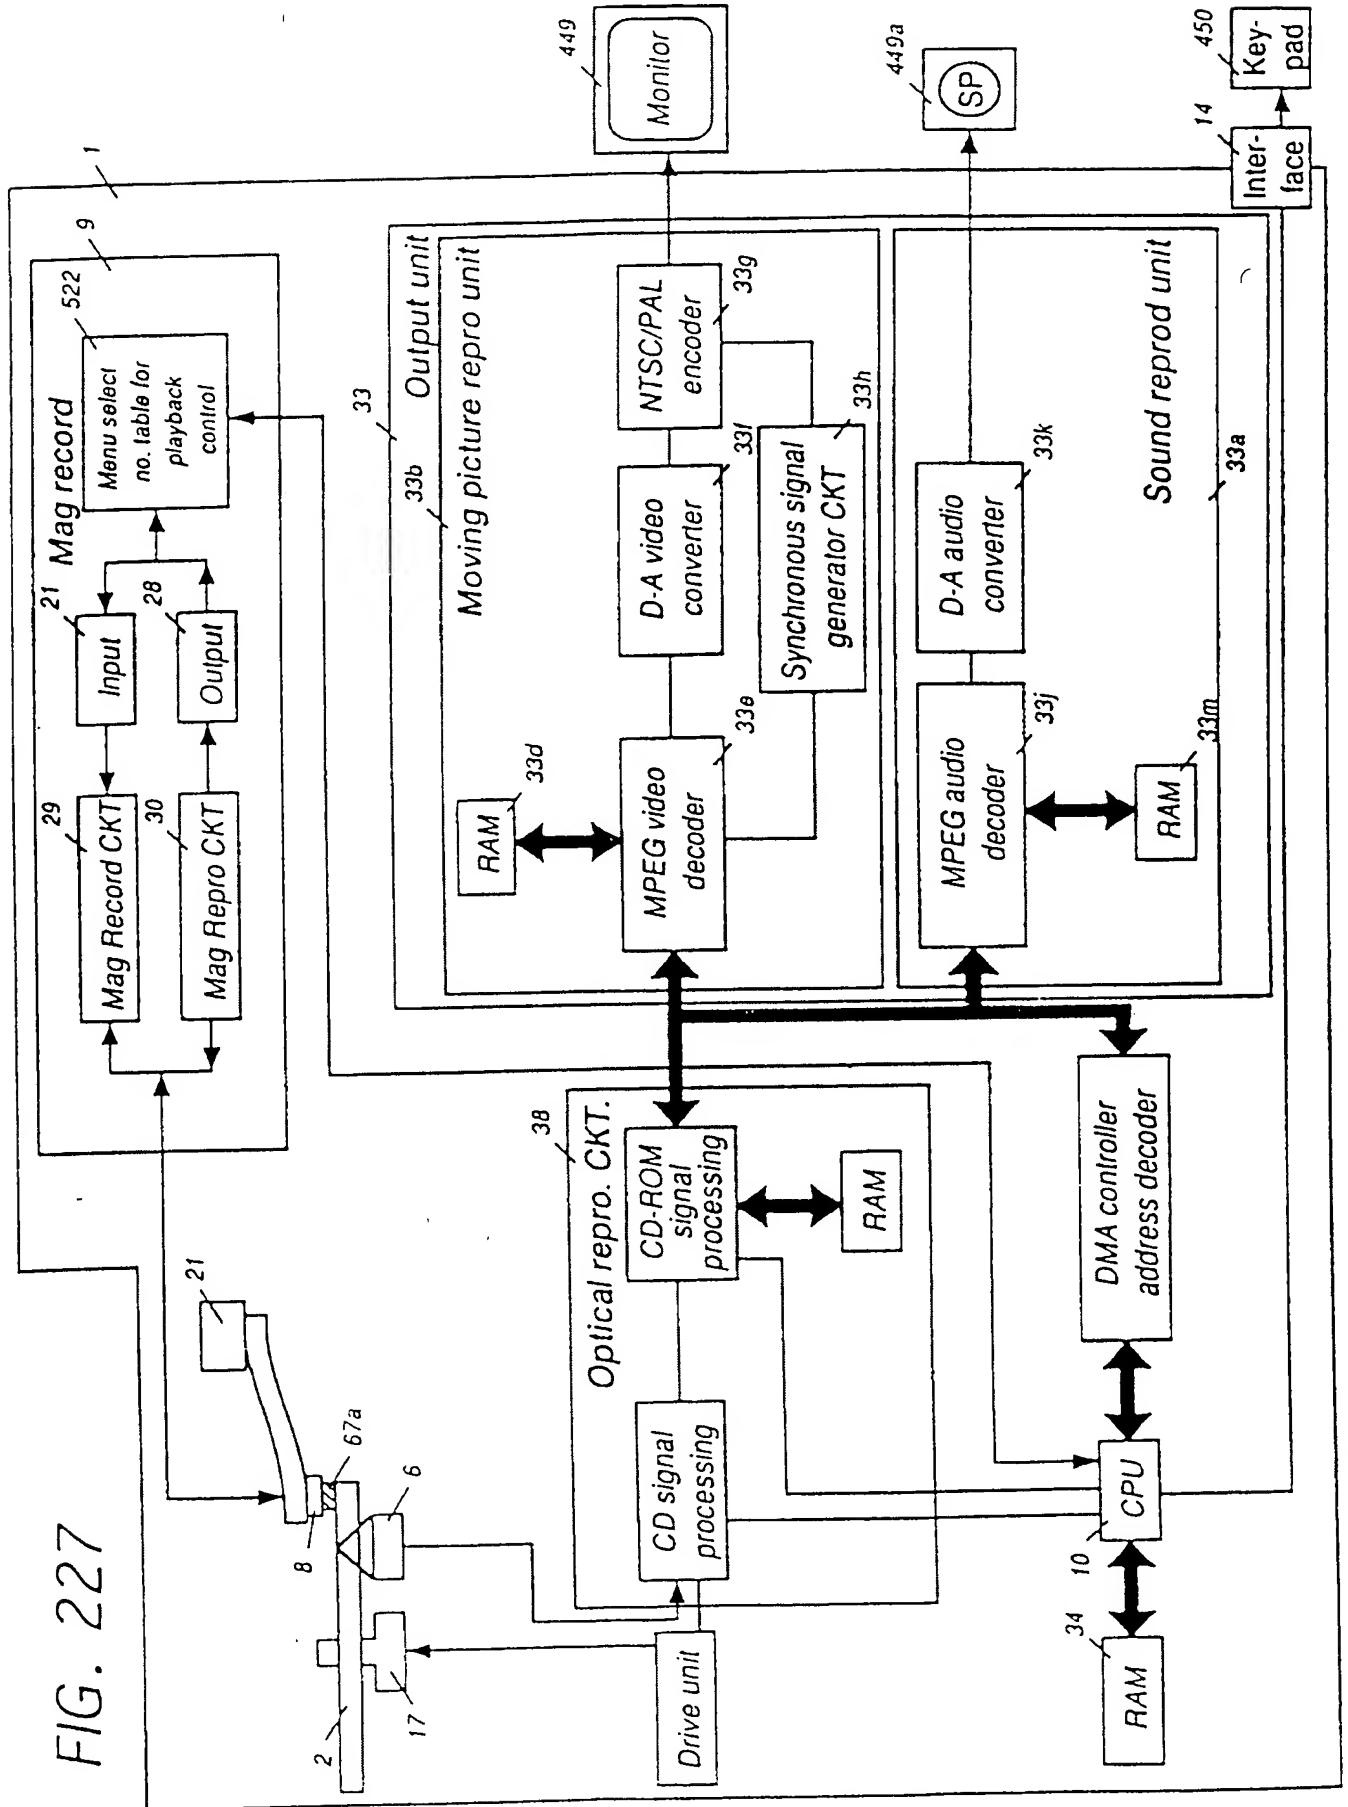 FIG. 227
1
9
Mag record
522
Menu select
no. table for
playback
control
21
Input
28
Output
29
Mag Record CKT
30
Mag Repro CKT
21
67a
8
6
2
17
Drive unit
38
Optical repro. CKT.
CD signal
processing
CD-ROM
signal
processing
RAM
33
Output unit
33b
Moving picture repro unit
RAM
33d
MPEG video
decoder
33e
D-A video
converter
33f
NTSC/PAL
encoder
33g
Synchronous signal
generator CKT
33h
449
Monitor
MPEG audio
decoder
33j
D-A audio
converter
33k
RAM
33m
Sound reprod unit
33a
449a
SP
34
RAM
10
CPU
DMA controller
address decoder
14
Inter-
face
450
Key-
pad